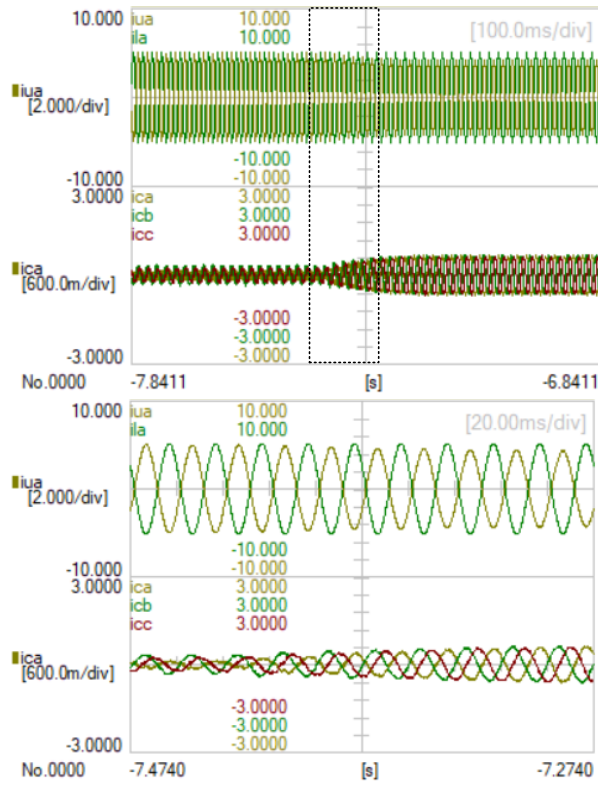 10.000 iua 10.000 [100.0ms/div]
ila 10.000
iua
[2.000/div]
-10.000
-10.000 -10.000
3.0000 ica 3.0000
icb 3.0000
icc 3.0000
ica
[600.0m/div]
-3.0000
-3.0000
-3.0000 -3.0000
No.0000 -7.8411 [s] -6.8411
10.000 iua 10.000 [20.00ms/div]
ila 10.000
iua
[2.000/div]
-10.000
-10.000 -10.000
3.0000 ica 3.0000
icb 3.0000
icc 3.0000
ica
[600.0m/div]
-3.0000
-3.0000
-3.0000 -3.0000
No.0000 -7.4740 [s] -7.2740